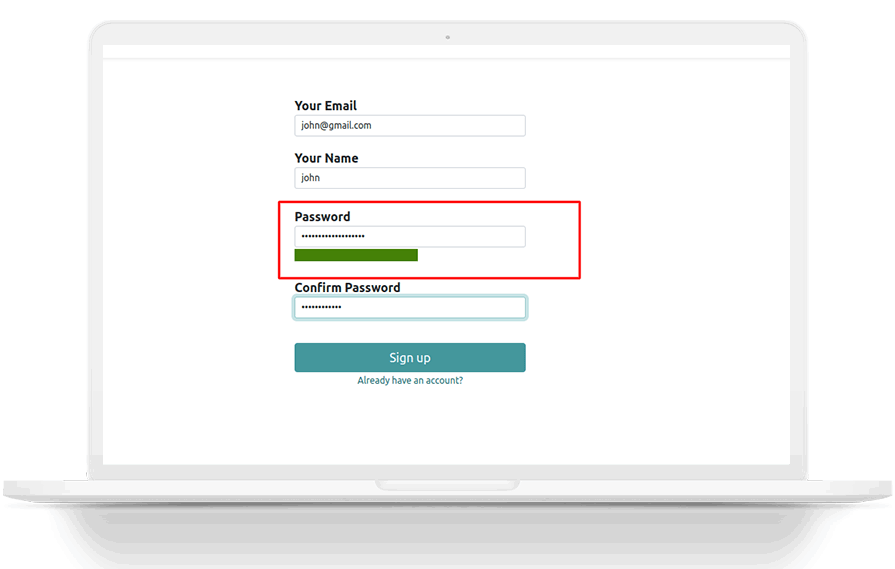 Your Email
john@gmail.com
Your Name
john
Password
•••••••••••••••••••
Confirm Password
••••••••••••
Sign up
Already have an account?